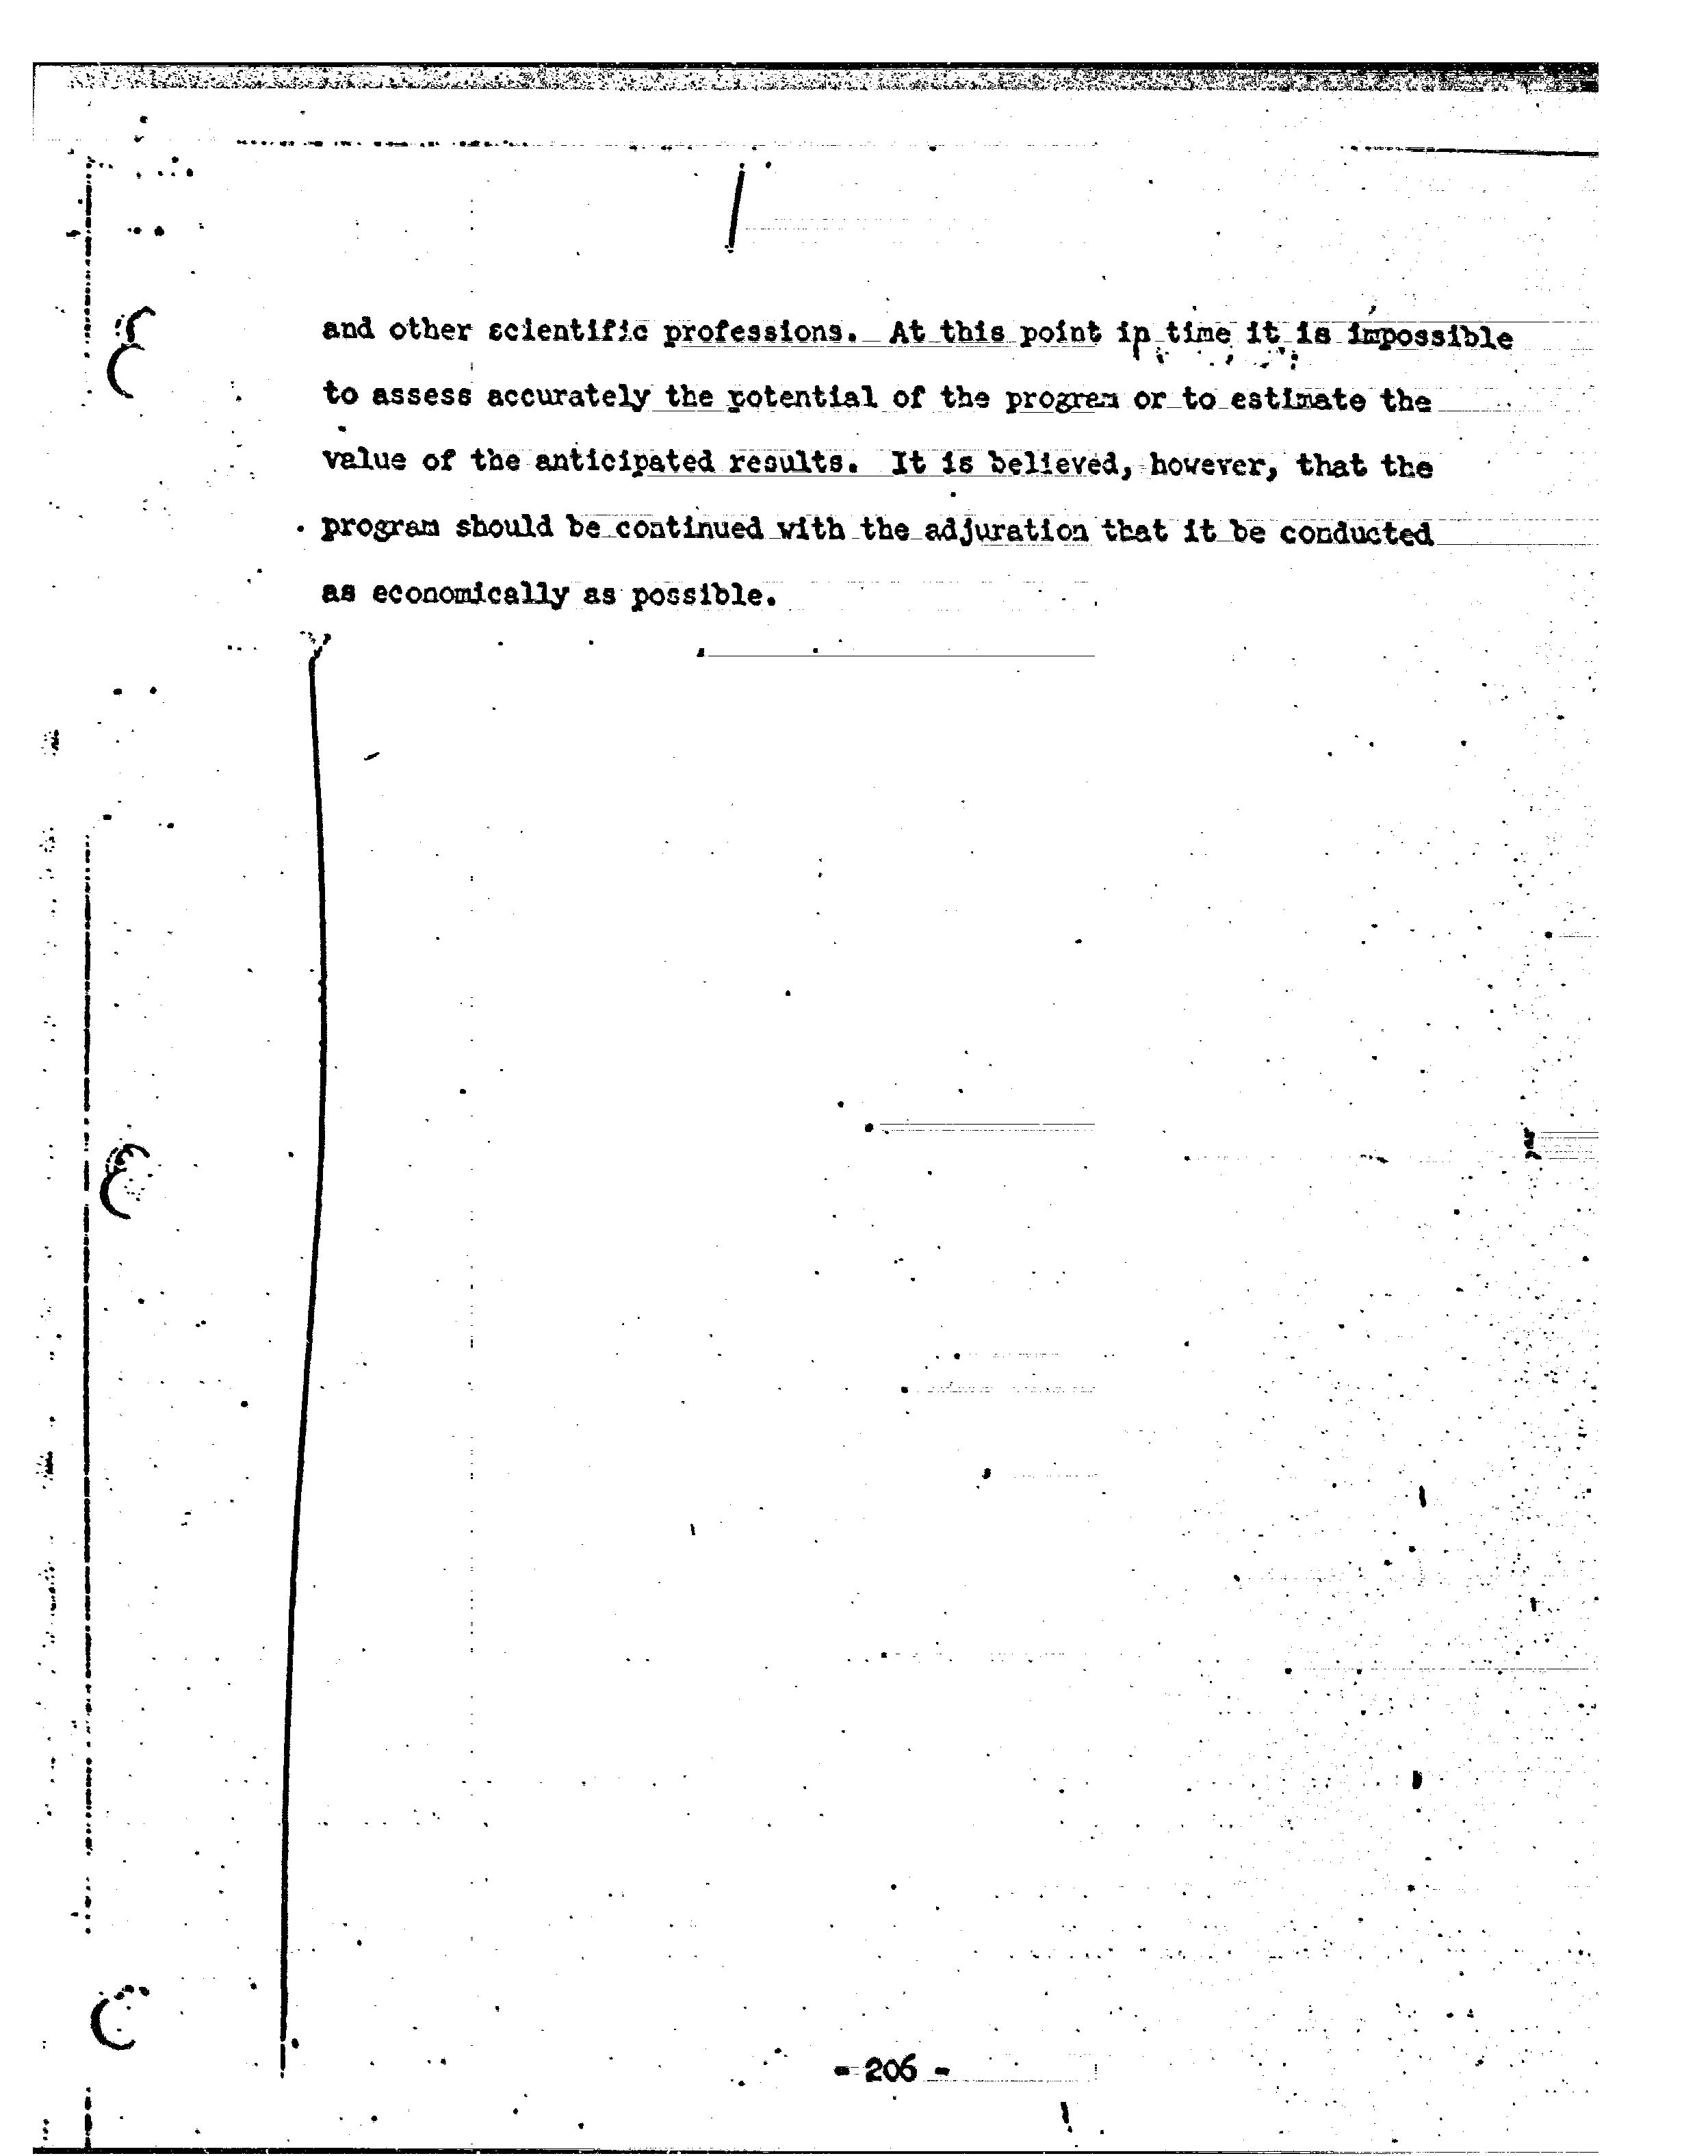 and other scientific professions. At this point in time it is impossible
to assess accurately the potential of the program or to estimate the
value of the anticipated results. It is believed, however, that the
program should be continued with the adjuration that it be conducted
as economically as possible.
- 206 -